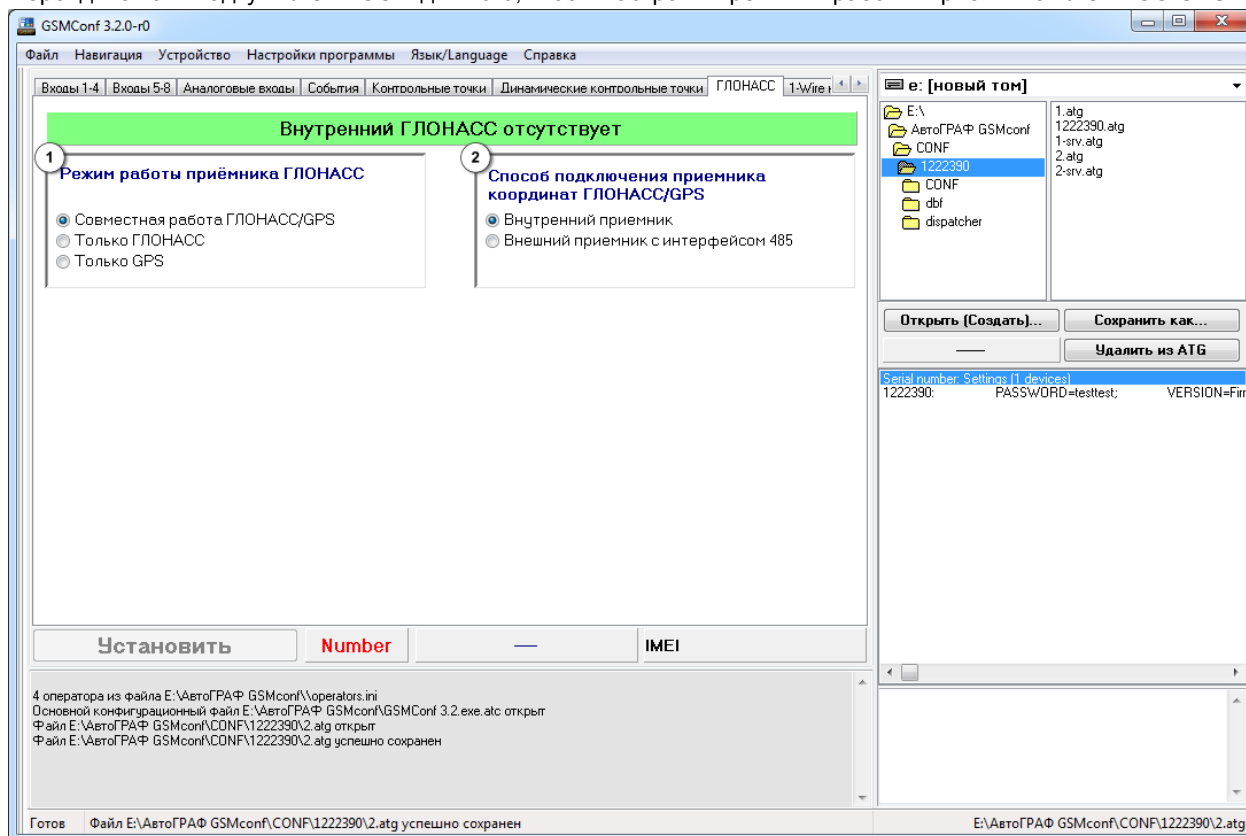 GSMConf 3.2.0-r0
Файл Навигация Устройство Настройки программы Язык/Language Справка
Входы 1-4 Входы 5-8 Аналоговые входы События Контрольные точки Динамические контрольные точки ГЛОНАСС 1-Wire
Внутренний ГЛОНАСС отсутствует
1
Режим работы приёмника ГЛОНАСС
Совместная работа ГЛОНАСС/GPS
Только ГЛОНАСС
Только GPS
2
Способ подключения приемника
координат ГЛОНАСС/GPS
Внутренний приемник
Внешний приемник с интерфейсом 485
Установить Number — IMEI
4 оператора из файла E:\АвтоГРАФ GSMconf\\operators.ini
Основной конфигурационный файл E:\АвтоГРАФ GSMconf\GSMConf 3.2.exe.atc открыт
Файл E:\АвтоГРАФ GSMconf\CONF\1222390\2.atg открыт
Файл E:\АвтоГРАФ GSMconf\CONF\1222390\2.atg успешно сохранен
e: [новый том]
E:\
АвтоГРАФ GSMconf
CONF
1222390
CONF
dbf
dispatcher
1.atg
1222390.atg
1-srv.atg
2.atg
2-srv.atg
Открыть (Создать)... Сохранить как...
— Удалить из ATG
Serial number: Settings (1 devices)
1222390: PASSWORD=testtest; VERSION=Fir
Готов Файл E:\АвтоГРАФ GSMconf\CONF\1222390\2.atg успешно сохранен E:\АвтоГРАФ GSMconf\CONF\1222390\2.atg